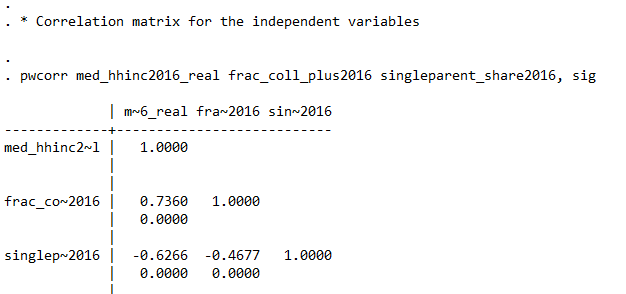 .
. * Correlation matrix for the independent variables

.
. pwcorr med_hhinc2016_real frac_coll_plus2016 singleparent_share2016, sig

             | m~6_real fra~2016 sin~2016
-------------+---------------------------
med_hhinc2~l |   1.0000
             |
             |
frac_co~2016 |   0.7360   1.0000
             |   0.0000
             |
singlep~2016 |  -0.6266  -0.4677   1.0000
             |   0.0000   0.0000
             |